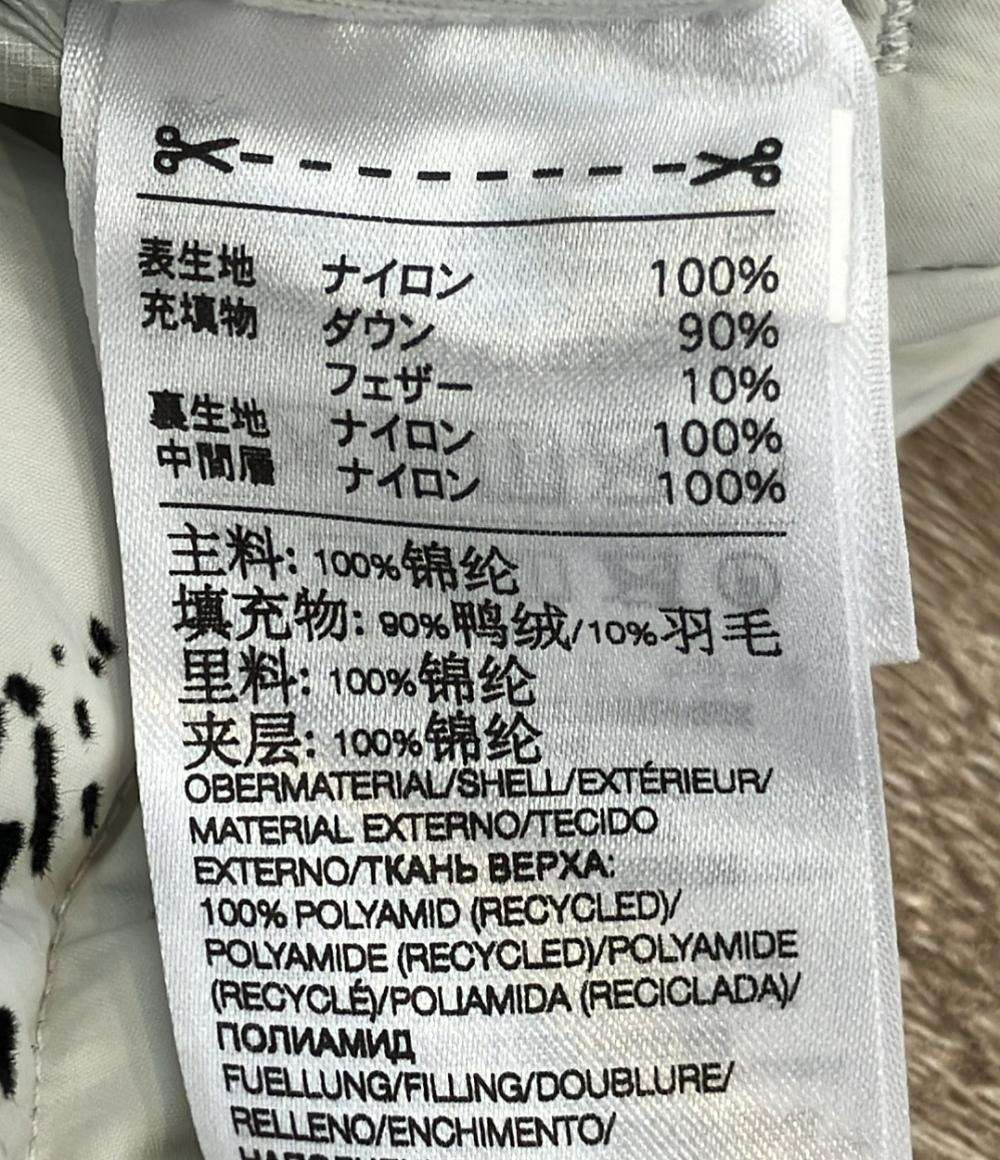 表生地 ナイロン 100%
充填物 ダウン 90%
フェザー 10%
裏生地 ナイロン 100%
中間層 ナイロン 100%
主料: 100%锦纶
填充物: 90%鸭绒/10%羽毛
里料: 100%锦纶
夹层: 100%锦纶
OBERMATERIAL/SHELL/EXTÉRIEUR/
MATERIAL EXTERNO/TECIDO
EXTERNO/ТКАНЬ ВЕРХА:
100% POLYAMID (RECYCLED)/
POLYAMIDE (RECYCLED)/POLYAMIDE
(RECYCLÉ)/POLIAMIDA (RECICLADA)/
ПОЛИАМИД
FUELLUNG/FILLING/DOUBLURE/
RELLENO/ENCHIMENTO/